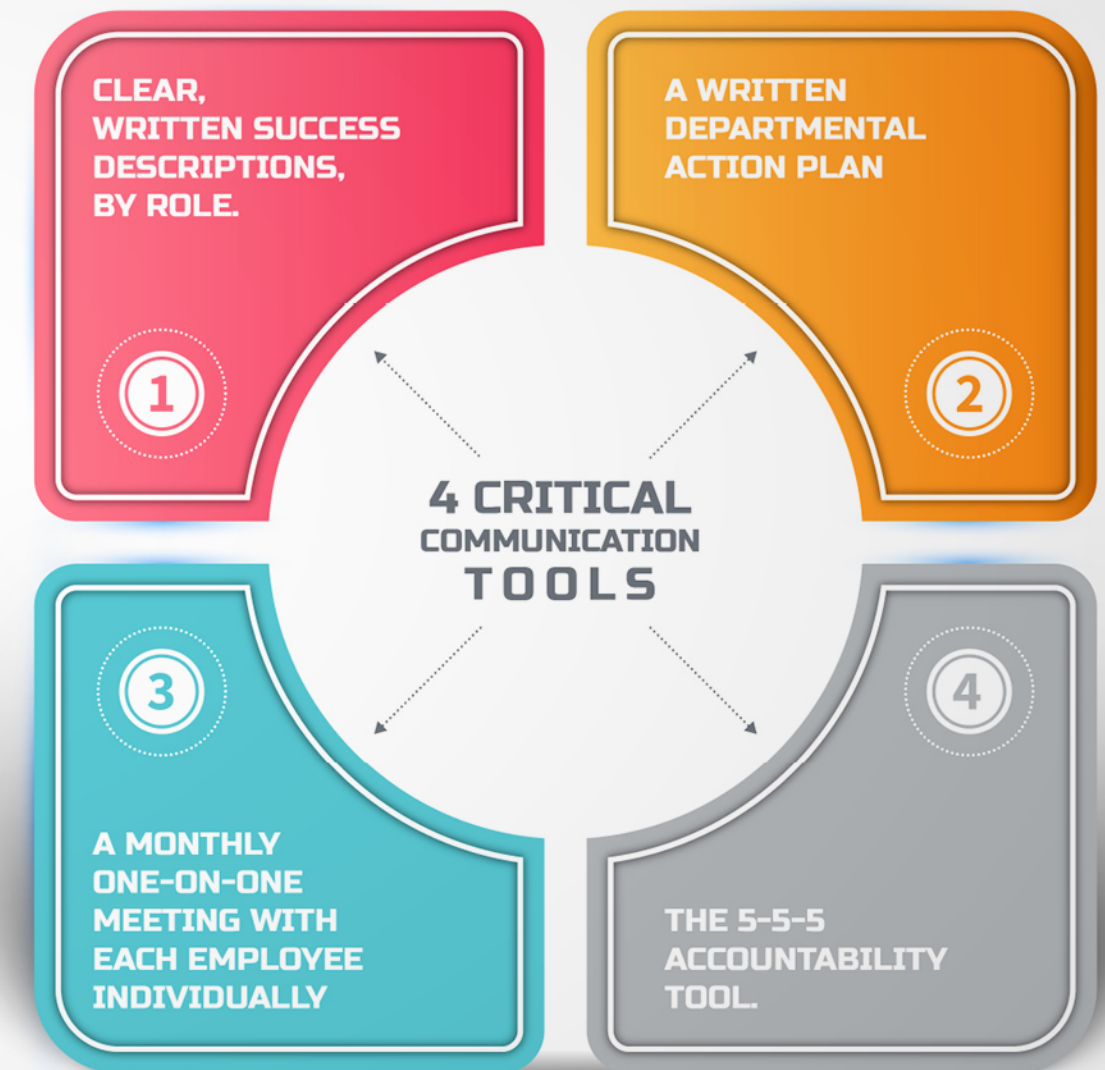 CLEAR,
WRITTEN SUCCESS
DESCRIPTIONS,
BY ROLE.
1
A WRITTEN
DEPARTMENTAL
ACTION PLAN
2
4 CRITICAL
COMMUNICATION
TOOLS
3
A MONTHLY
ONE-ON-ONE
MEETING WITH
EACH EMPLOYEE
INDIVIDUALLY
4
THE 5-5-5
ACCOUNTABILITY
TOOL.